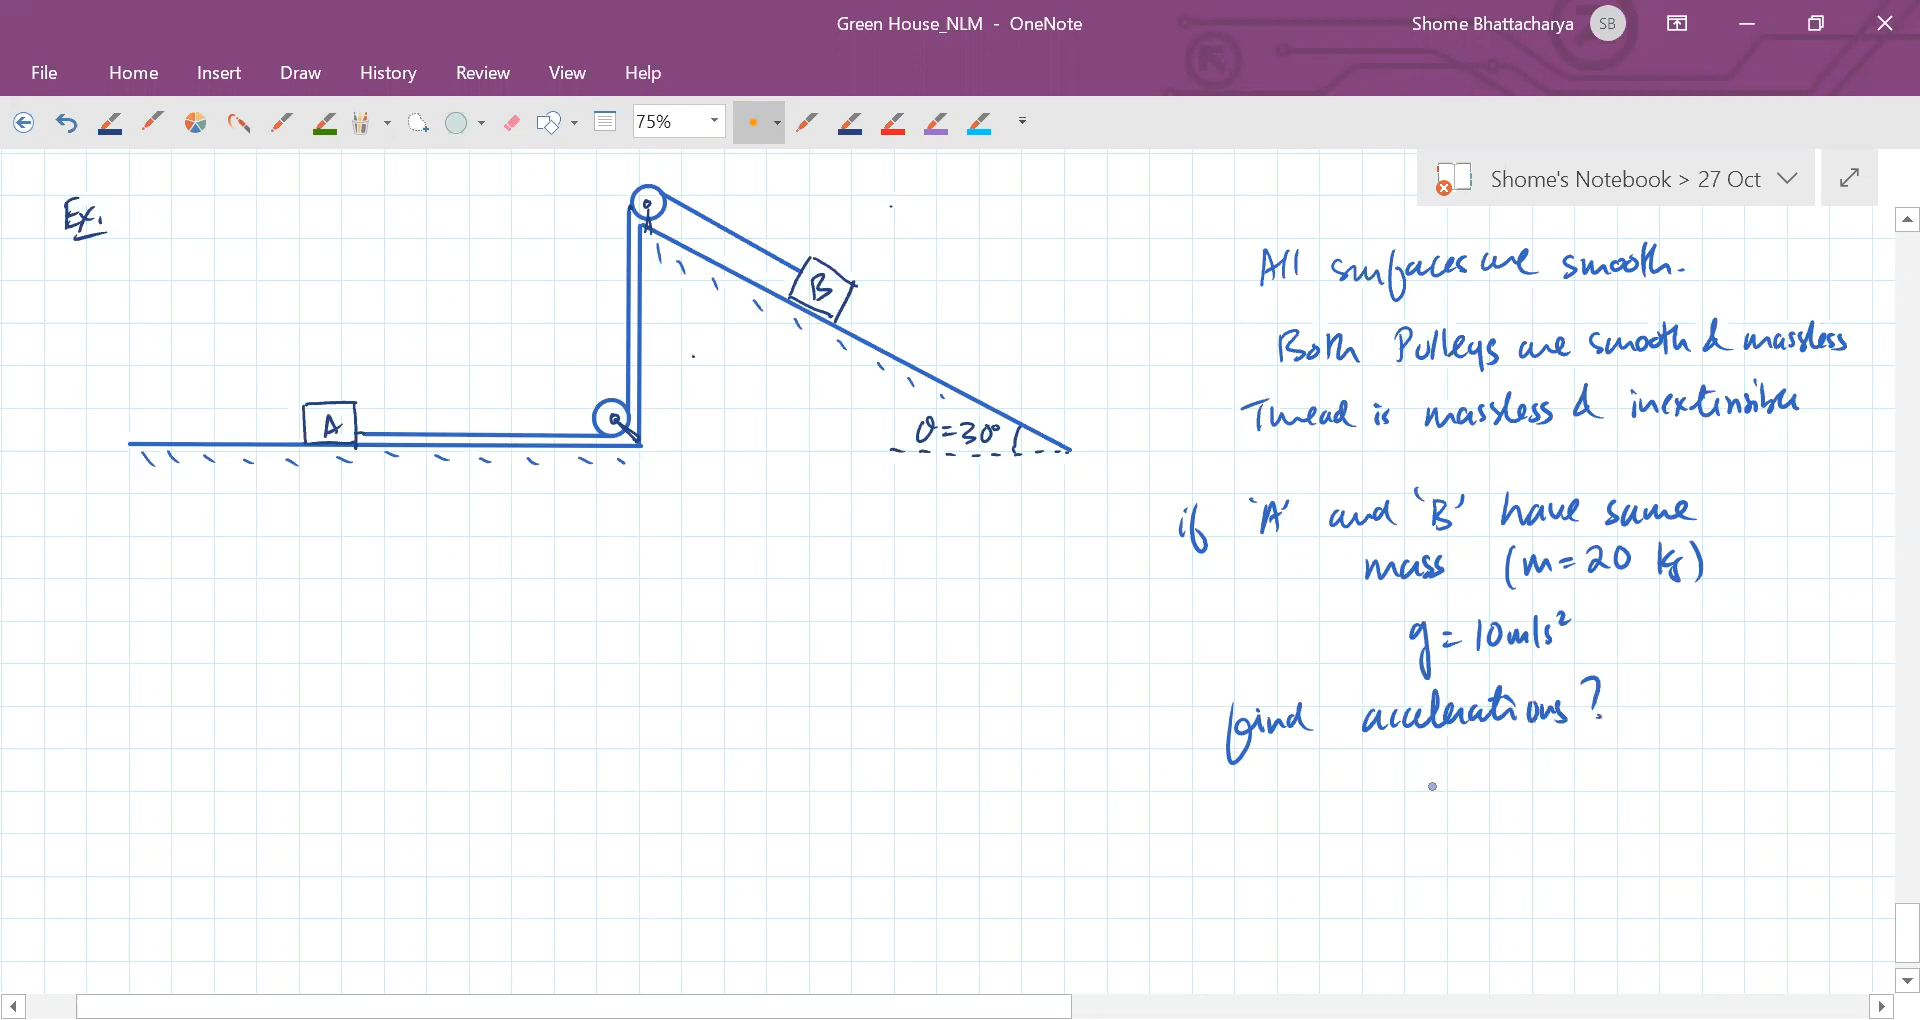 Green House_NLM - OneNote
Shome Bhattacharya
SB
File
Home
Insert
Draw
History
Review
View
Help
75%
Shome's Notebook > 27 Oct
Ex.
A
B
θ=30°
All surfaces are smooth.
Both Pulleys are smooth & massless
Thread is massless & inextensible
if 'A' and 'B' have same
mass (m=20 kg)
g = 10m/s²
find accelerations?